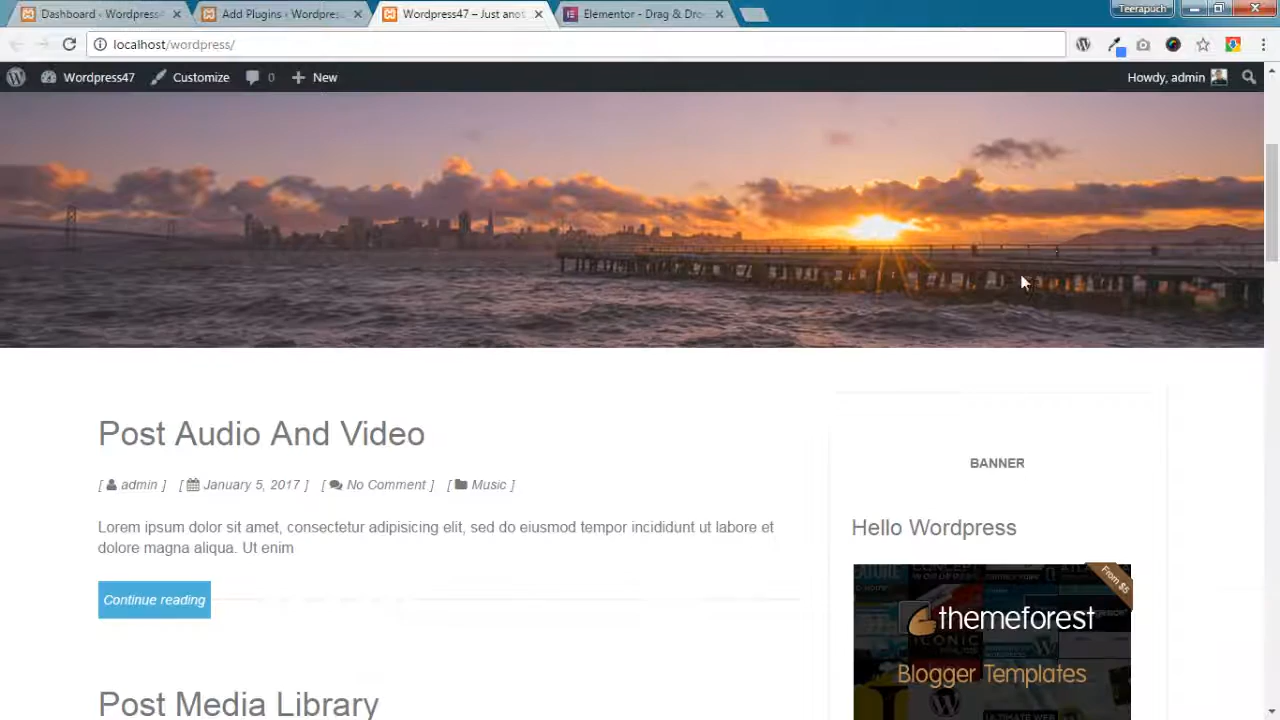 Dashboard ‹ Wordpress
Add Plugins ‹ Wordpres
Wordpress47 – Just anot
Elementor - Drag & Dro
Teerapuch
localhost/wordpress/
Wordpress47
Customize
0
New
Howdy, admin
Post Audio And Video
[ admin ] [ January 5, 2017 ] [ No Comment ] [ Music ]
Lorem ipsum dolor sit amet, consectetur adipisicing elit, sed do eiusmod tempor incididunt ut labore et
dolore magna aliqua. Ut enim
Continue reading
Post Media Library
BANNER
Hello Wordpress
From $5
themeforest
Blogger Templates